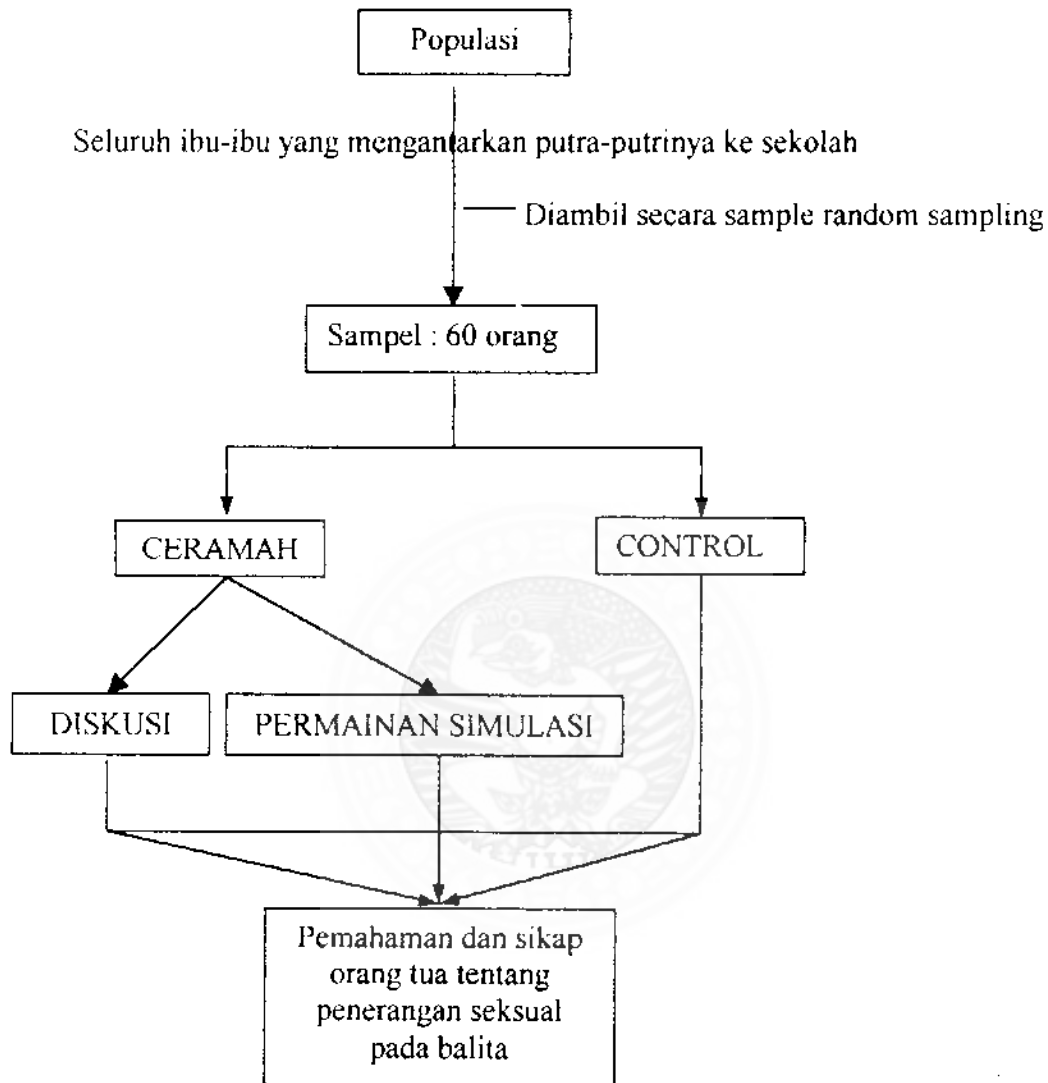 Populasi
Seluruh ibu-ibu yang mengantarkan putra-putrinya ke sekolah
Diambil secara sample random sampling
Sampel : 60 orang
CERAMAH
CONTROL
DISKUSI
PERMAINAN SIMULASI
Pemahaman dan sikap
orang tua tentang
penerangan seksual
pada balita